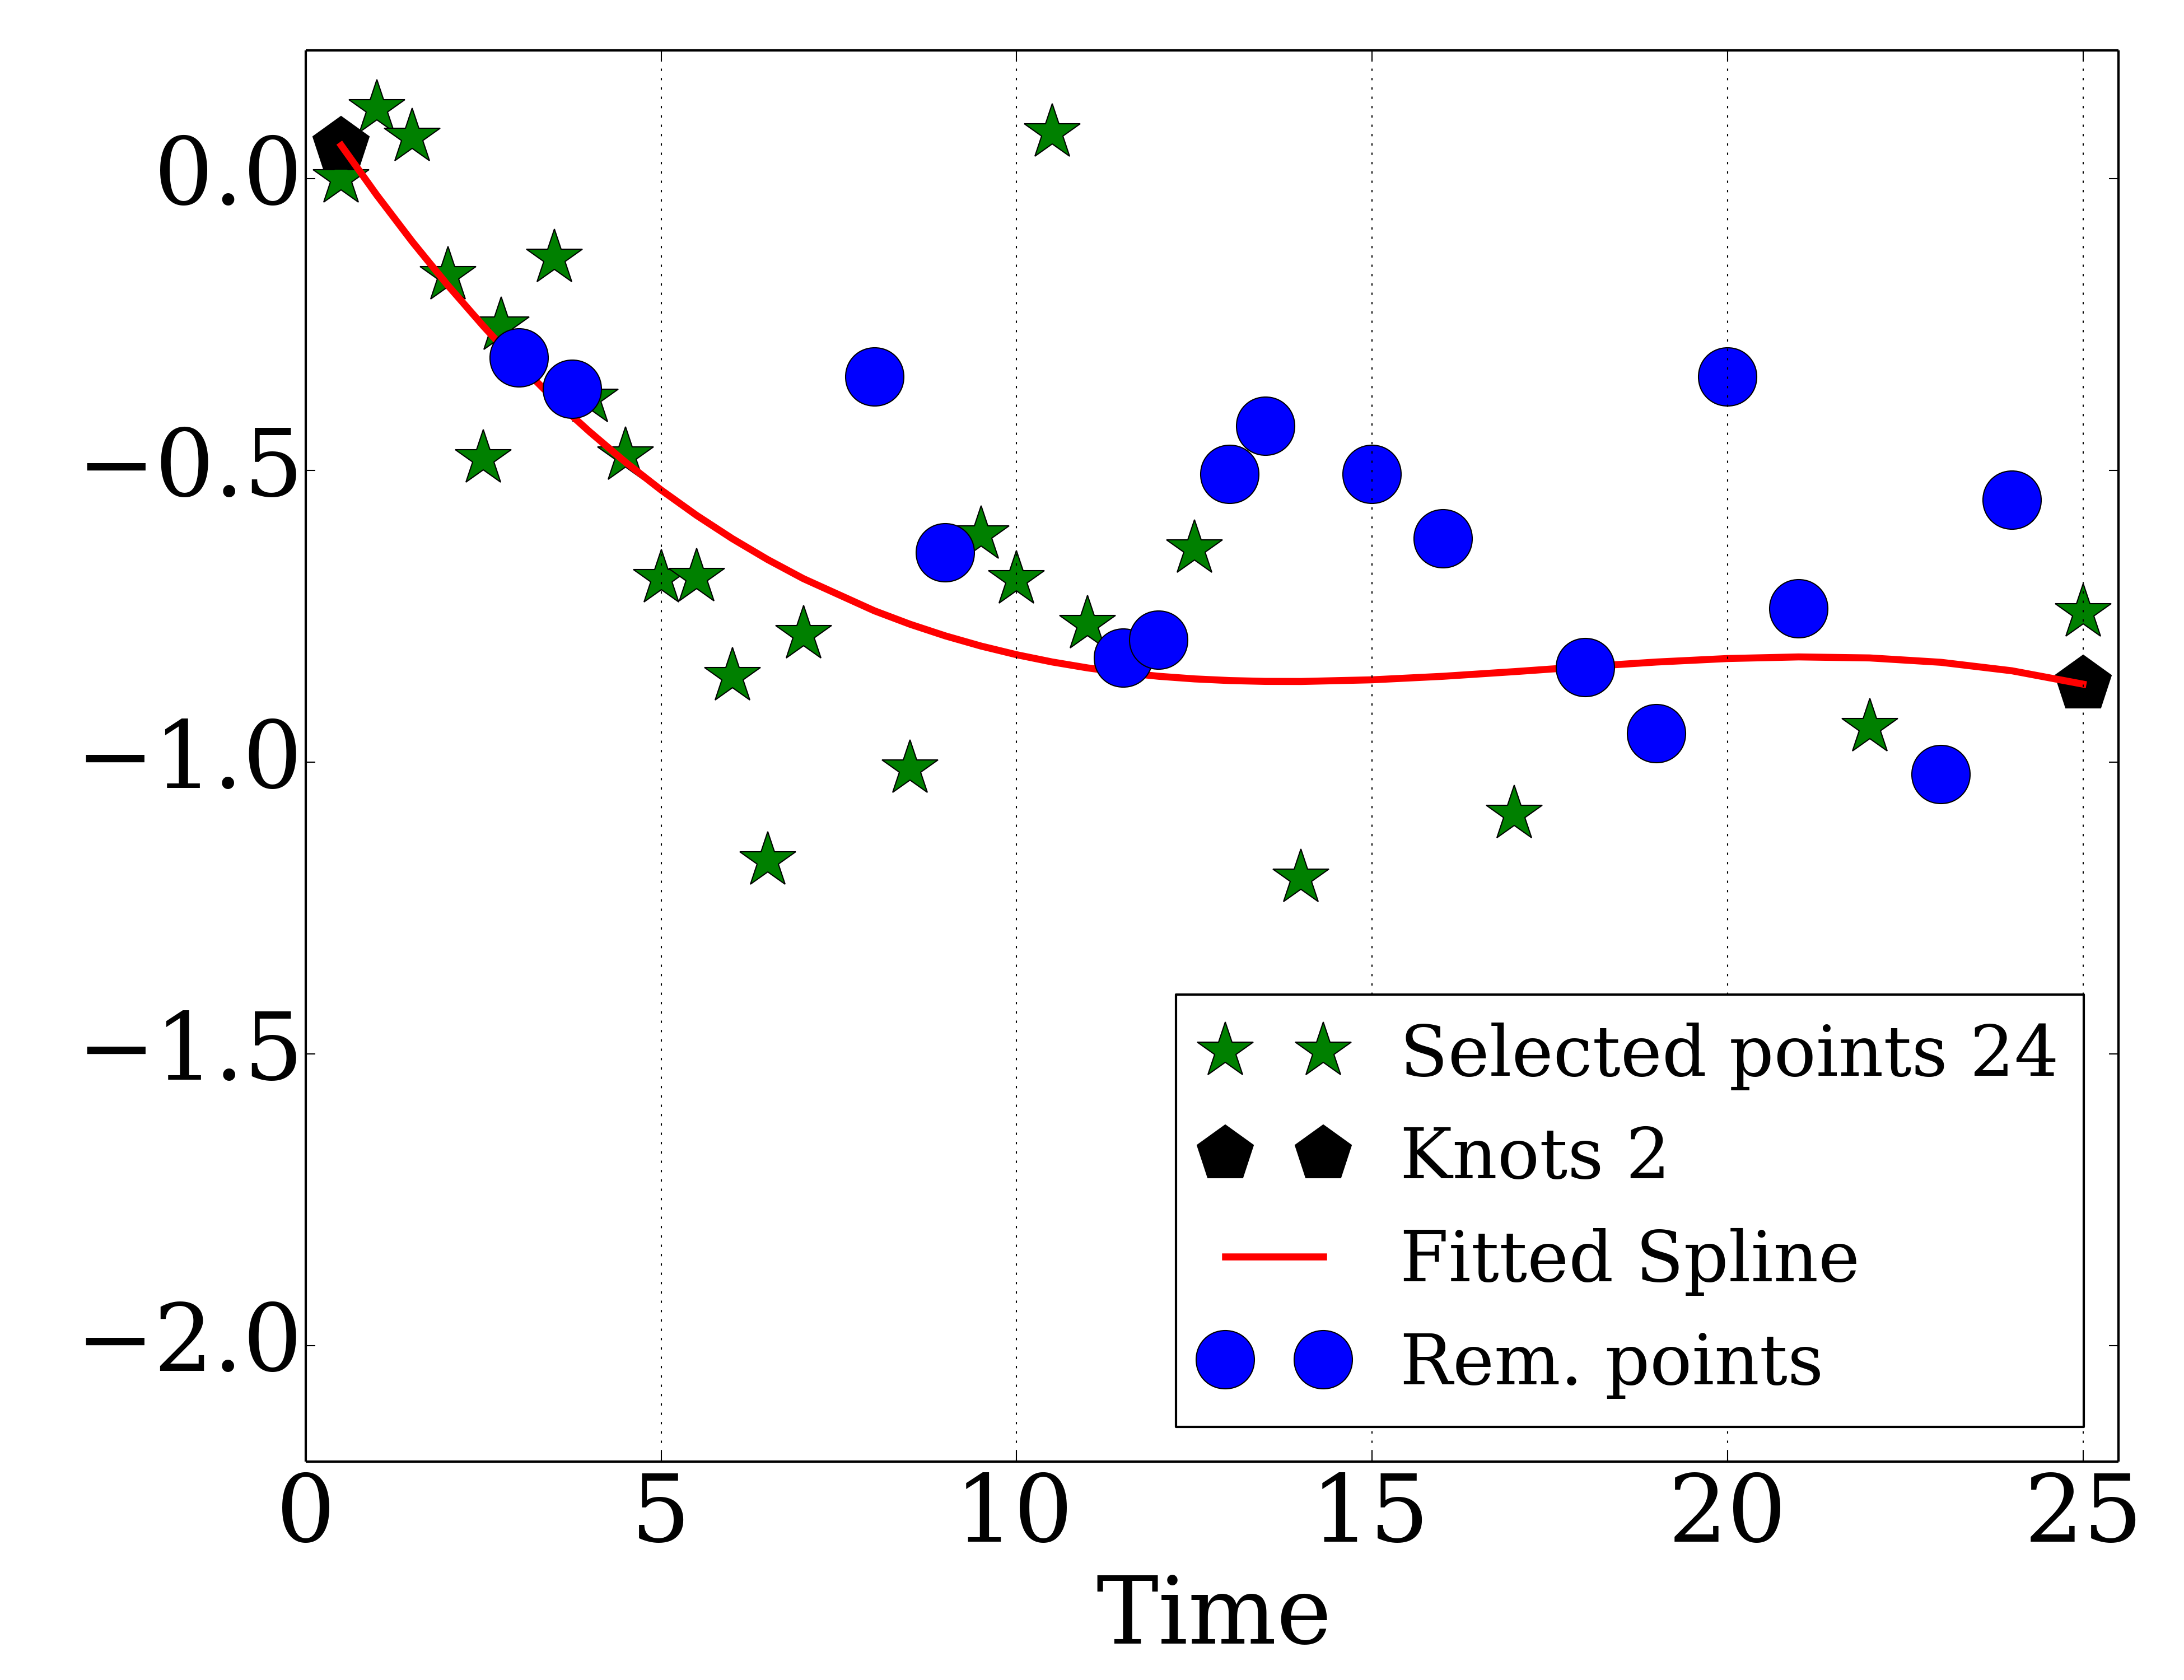 0.0
−0.5
−1.0
−1.5
−2.0
Selected points 24
Knots 2
Fitted Spline
Rem. points
0 5 10 15 20 25
Time